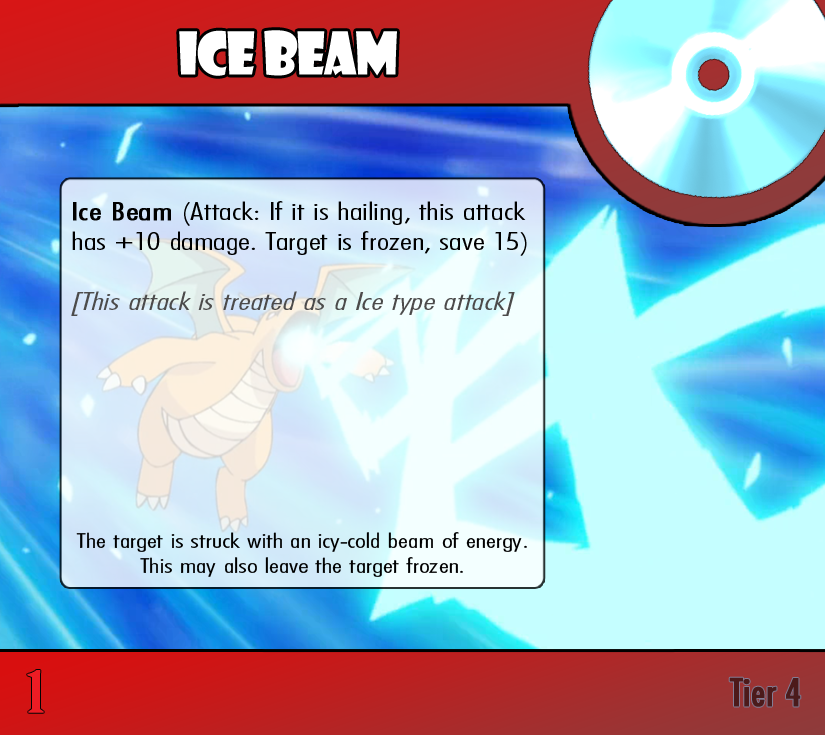 ICE BEAM
Ice Beam (Attack: If it is hailing, this attack
has +10 damage. Target is frozen, save 15)
[This attack is treated as a Ice type attack]
The target is struck with an icy-cold beam of energy.
This may also leave the target frozen.
1
Tier 4